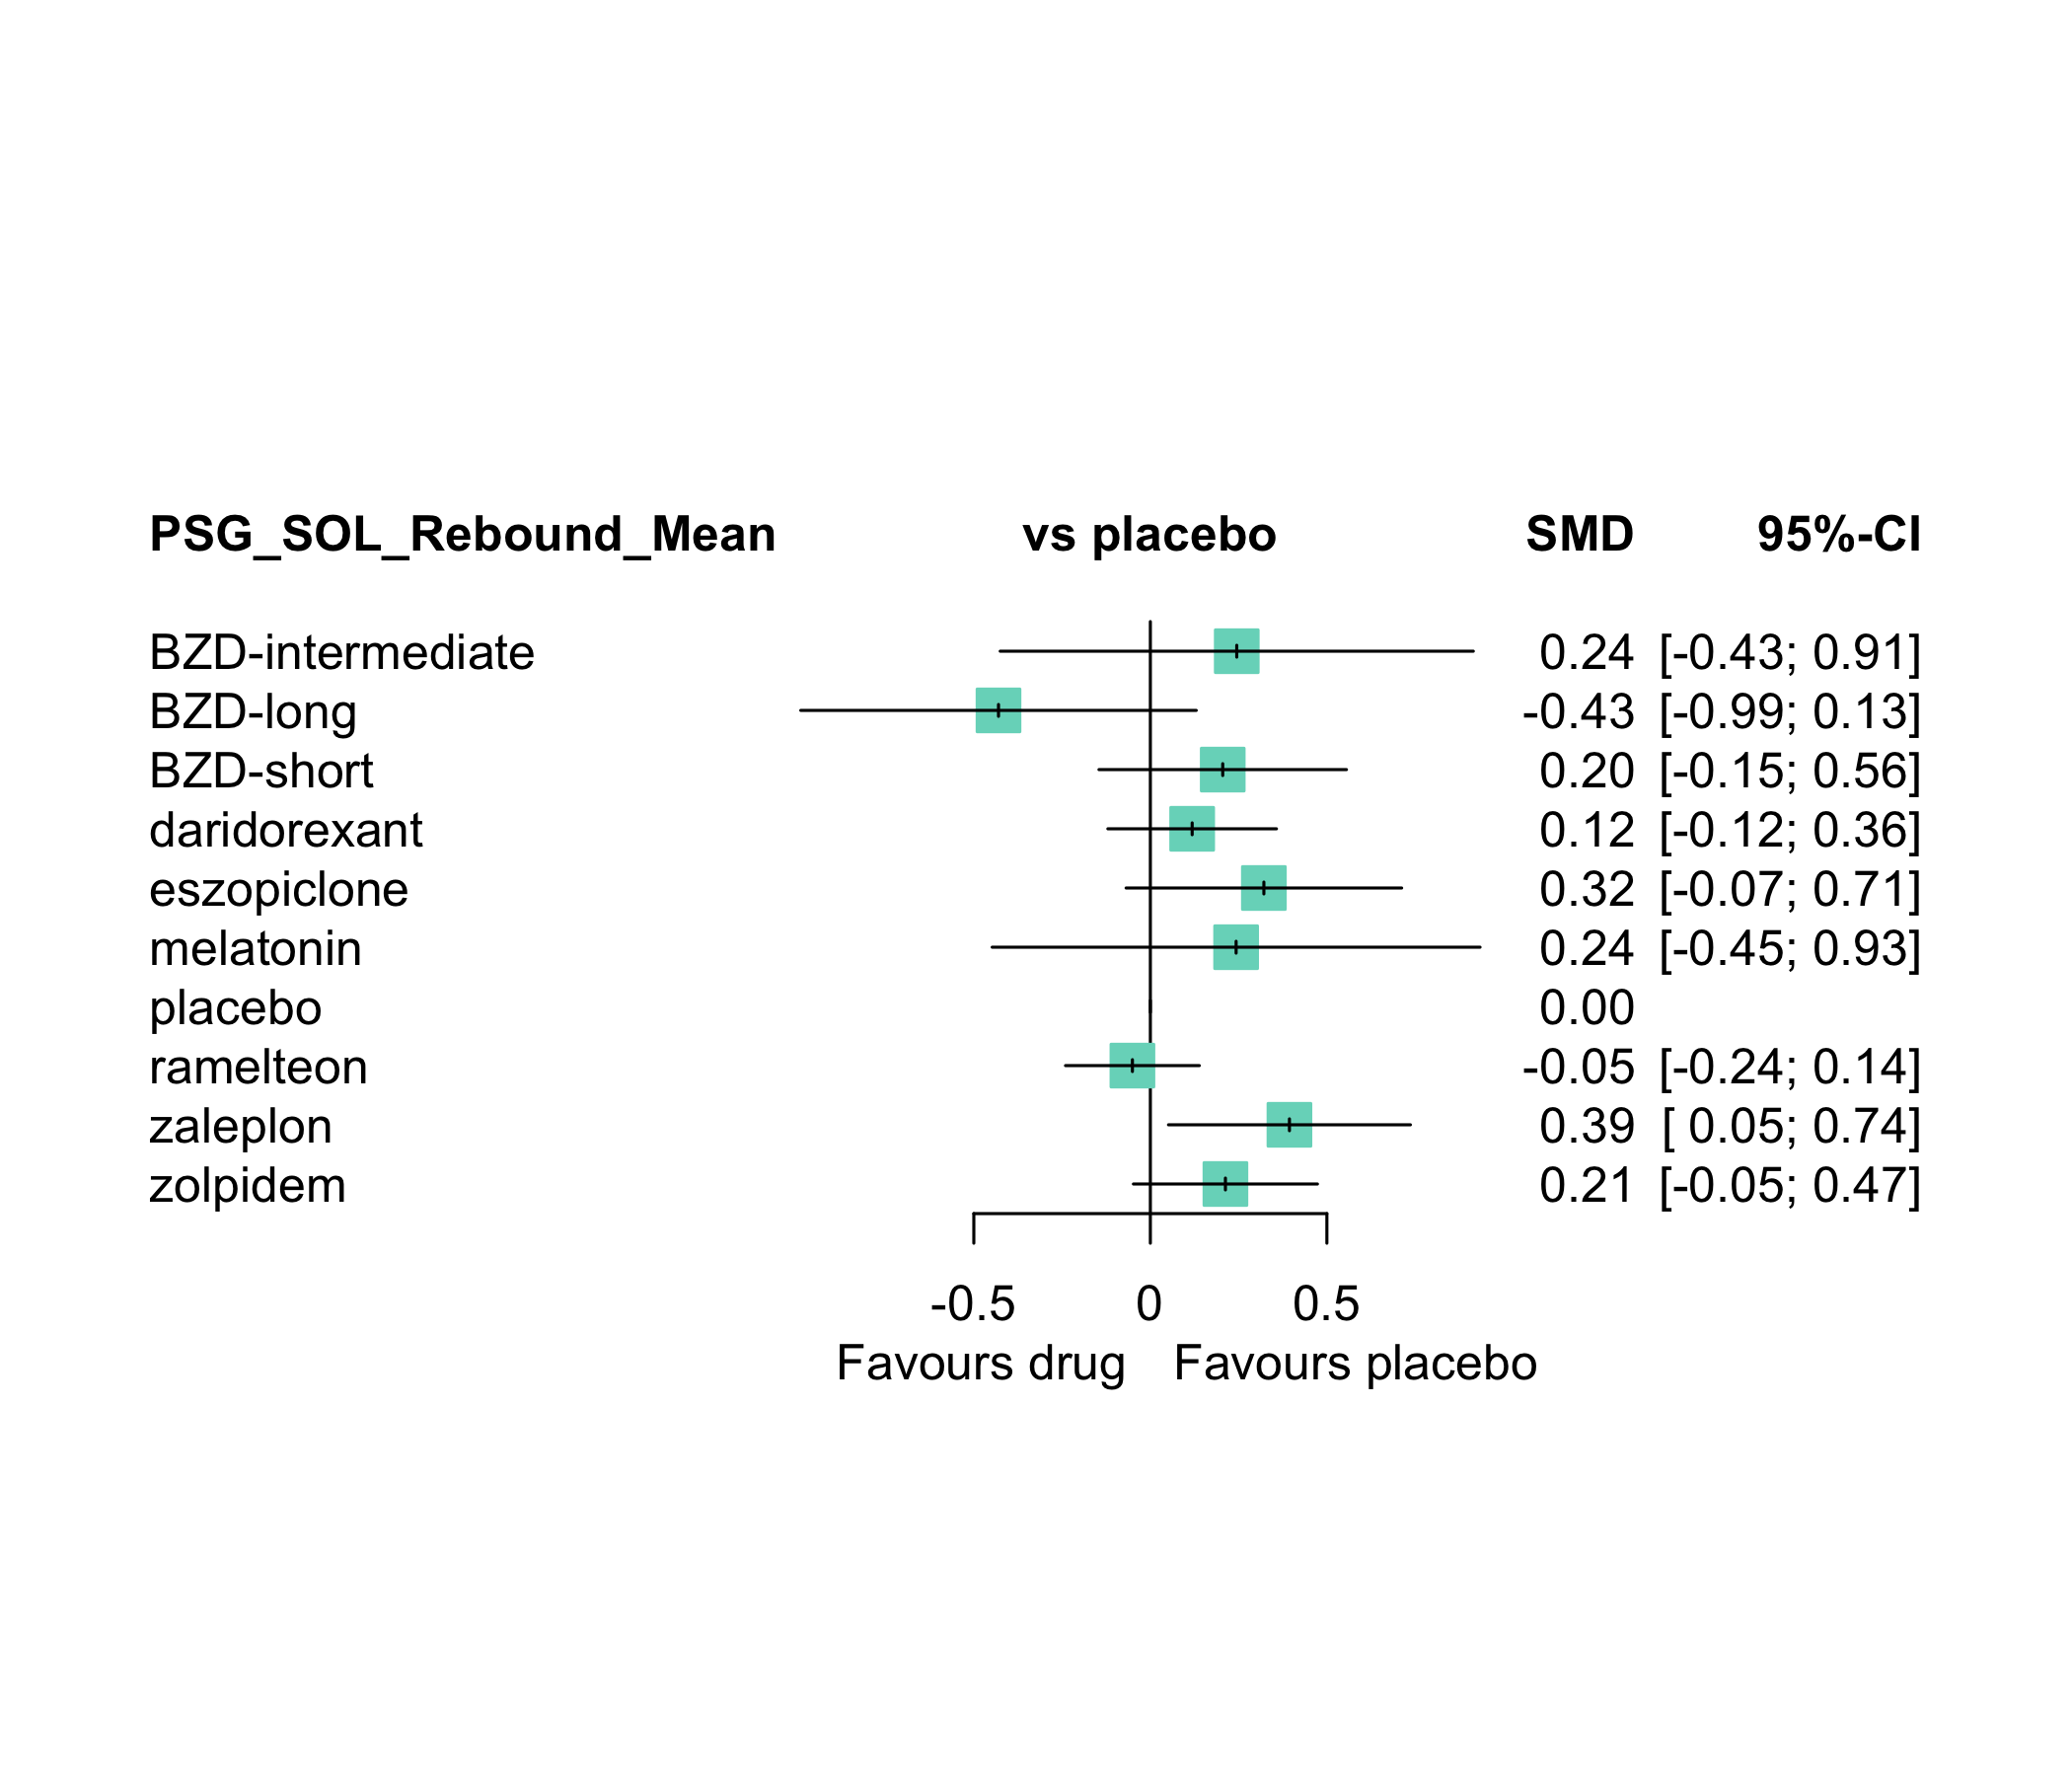 PSG_SOL_Rebound_Mean vs placebo SMD 95%-CI
BZD-intermediate 0.24 [-0.43; 0.91]
BZD-long -0.43 [-0.99; 0.13]
BZD-short 0.20 [-0.15; 0.56]
daridorexant 0.12 [-0.12; 0.36]
eszopiclone 0.32 [-0.07; 0.71]
melatonin 0.24 [-0.45; 0.93]
placebo 0.00
ramelteon -0.05 [-0.24; 0.14]
zaleplon 0.39 [ 0.05; 0.74]
zolpidem 0.21 [-0.05; 0.47]
-0.5 0 0.5
Favours drug Favours placebo